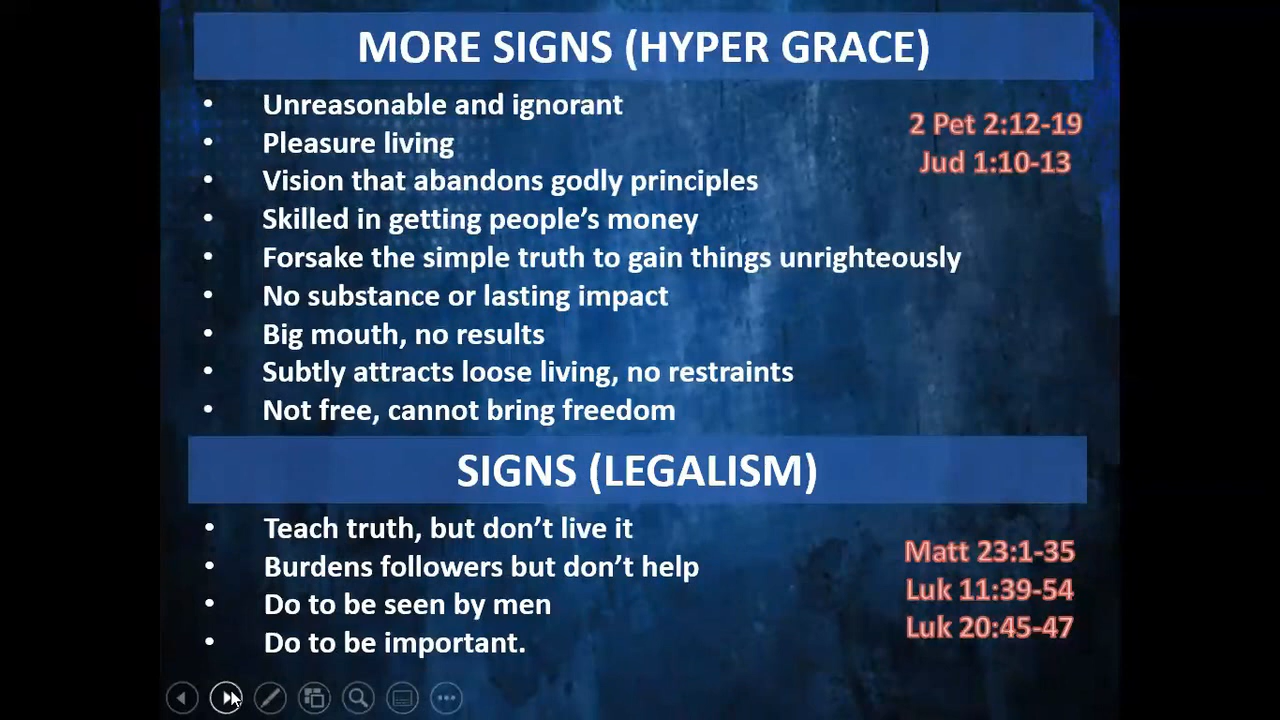 MORE SIGNS (HYPER GRACE)
• Unreasonable and ignorant
• Pleasure living
• Vision that abandons godly principles
• Skilled in getting people’s money
• Forsake the simple truth to gain things unrighteously
• No substance or lasting impact
• Big mouth, no results
• Subtly attracts loose living, no restraints
• Not free, cannot bring freedom
2 Pet 2:12-19
Jud 1:10-13
SIGNS (LEGALISM)
• Teach truth, but don’t live it
• Burdens followers but don’t help
• Do to be seen by men
• Do to be important.
Matt 23:1-35
Luk 11:39-54
Luk 20:45-47